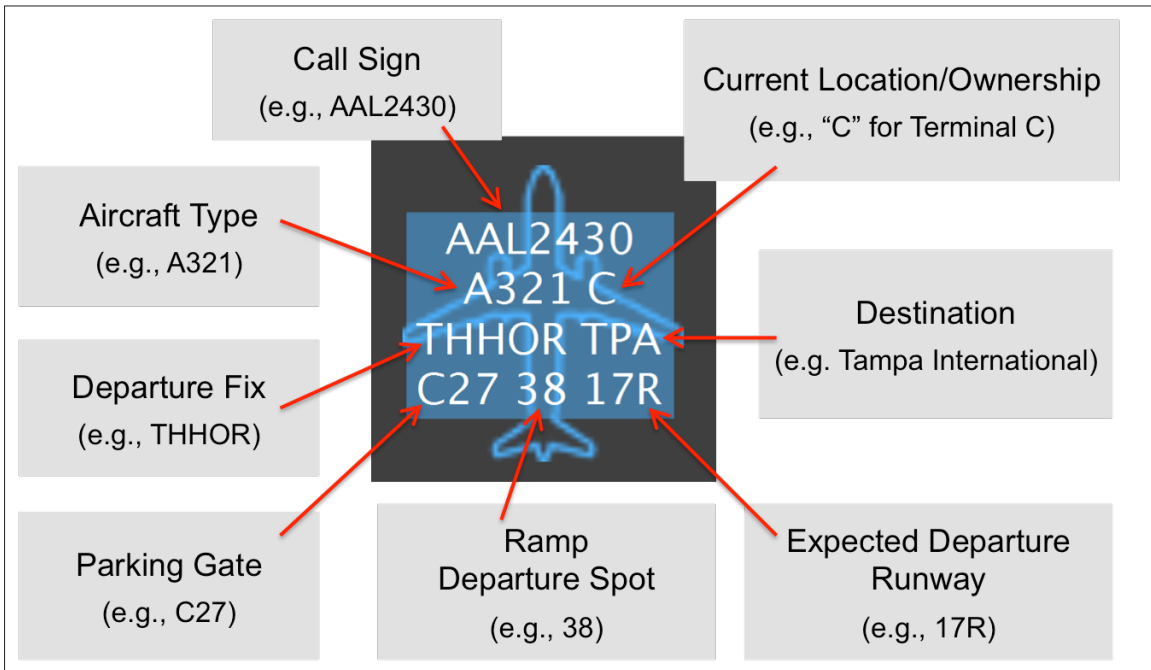 Call Sign
(e.g., AAL2430)
Current Location/Ownership
(e.g., “C” for Terminal C)
Aircraft Type
(e.g., A321)
AAL2430
A321 C
THHOR TPA
C27 38 17R
Destination
(e.g. Tampa International)
Departure Fix
(e.g., THHOR)
Parking Gate
(e.g., C27)
Ramp
Departure Spot
(e.g., 38)
Expected Departure
Runway
(e.g., 17R)